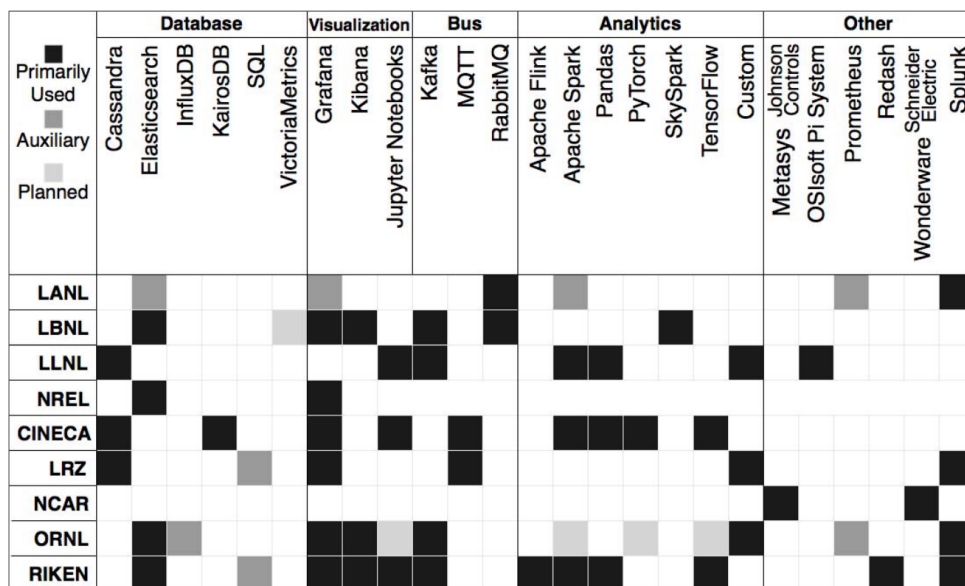 Database Visualization Bus Analytics Other
Primarily
Used
Auxiliary
Planned
Cassandra
Elasticsearch
InfluxDB
KairosDB
SQL
VictoriaMetrics
Grafana
Kibana
Jupyter Notebooks
Kafka
MQTT
RabbitMQ
Apache Flink
Apache Spark
Pandas
PyTorch
SkySpark
TensorFlow
Custom
Metasys Johnson
Controls
OSIsoft Pi System
Prometheus
Redash
Wonderware Schneider
Electric
Splunk
LANL
LBNL
LLNL
NREL
CINECA
LRZ
NCAR
ORNL
RIKEN